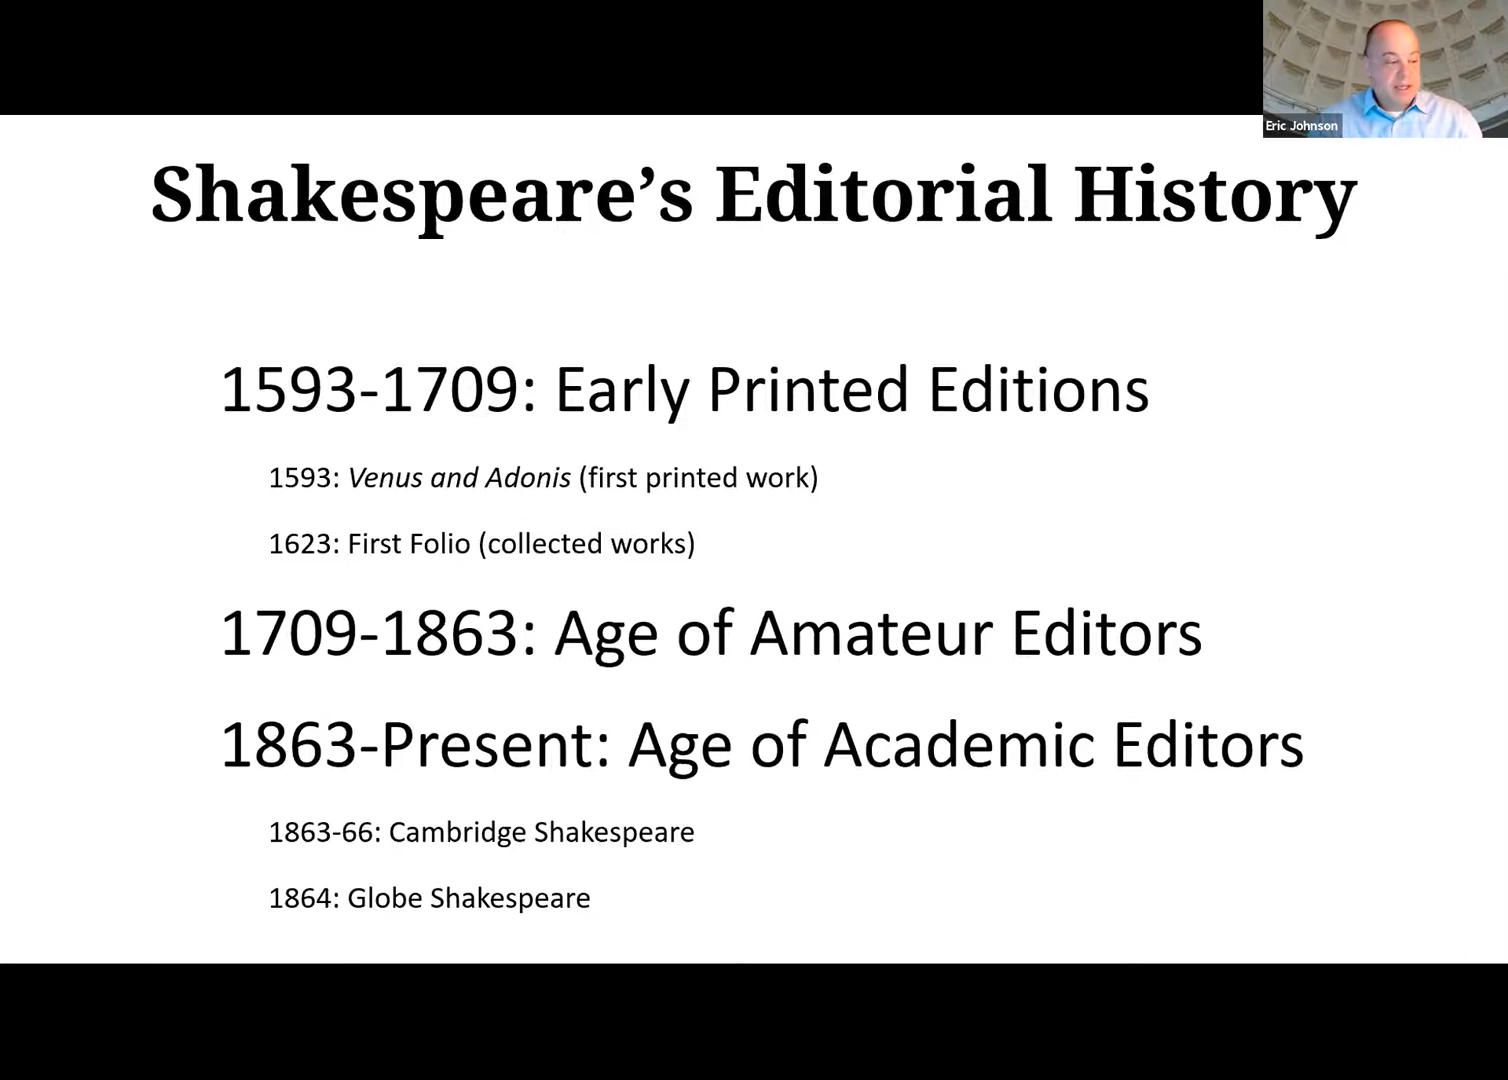 Eric Johnson
Shakespeare’s Editorial History
1593-1709: Early Printed Editions
1593: Venus and Adonis (first printed work)
1623: First Folio (collected works)
1709-1863: Age of Amateur Editors
1863-Present: Age of Academic Editors
1863-66: Cambridge Shakespeare
1864: Globe Shakespeare